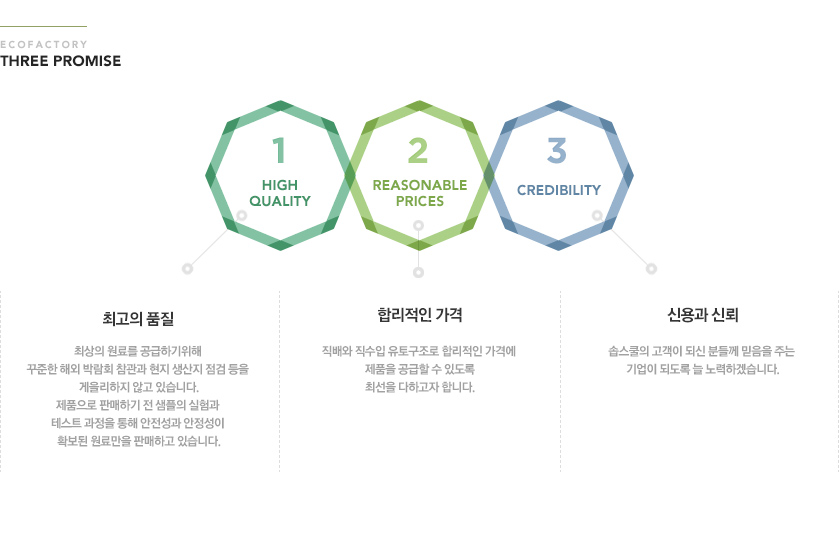 ECOFACTORY
THREE PROMISE
1
HIGH
QUALITY
2
REASONABLE
PRICES
3
CREDIBILITY
최고의 품질
최상의 원료를 공급하기위해
꾸준한 해외 박람회 참관과 현지 생산지 점검 등을
게을리하지 않고 있습니다.
제품으로 판매하기 전 샘플의 실험과
테스트 과정을 통해 안전성과 안정성이
확보된 원료만을 판매하고 있습니다.
합리적인 가격
직배와 직수입 유토구조로 합리적인 가격에
제품을 공급할 수 있도록
최선을 다하고자 합니다.
신용과 신뢰
솝스쿨의 고객이 되신 분들께 믿음을 주는
기업이 되도록 늘 노력하겠습니다.